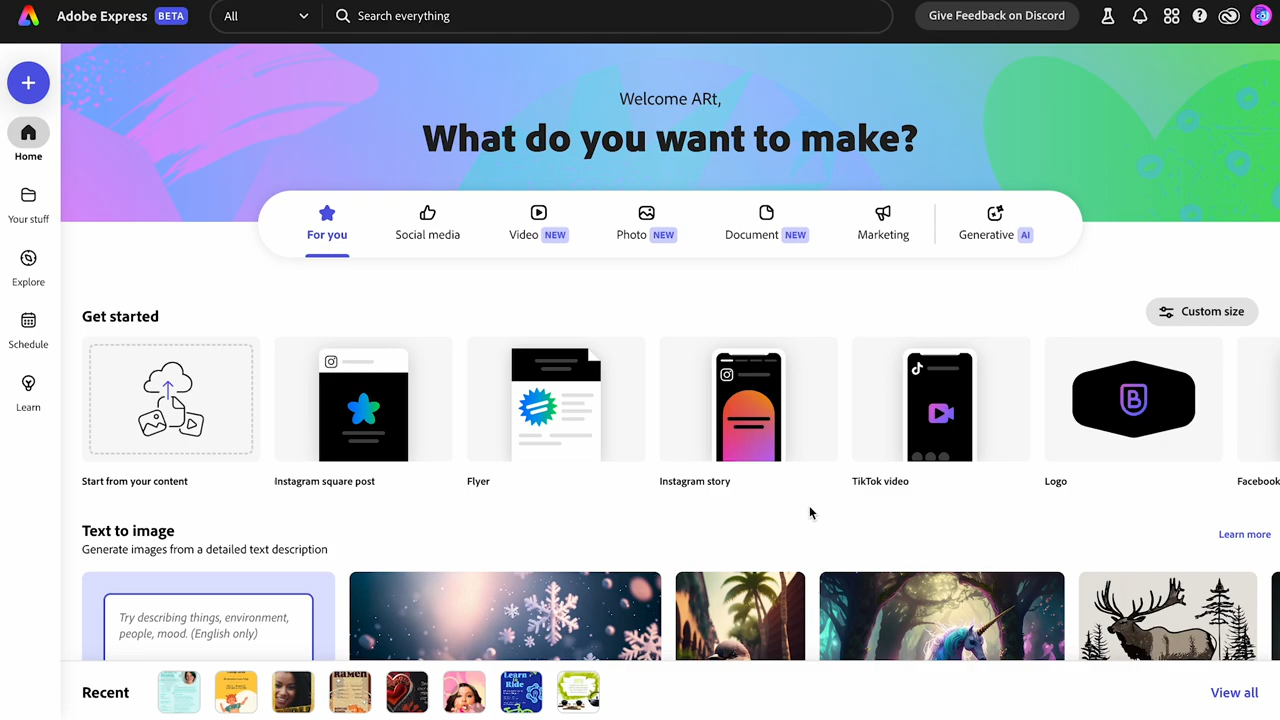 Adobe Express BETA
All
Search everything
Give Feedback on Discord
Home
Your stuff
Explore
Schedule
Learn
Welcome ARt,
What do you want to make?
For you
Social media
Video NEW
Photo NEW
Document NEW
Marketing
Generative AI
Get started
Custom size
Start from your content
Instagram square post
Flyer
Instagram story
TikTok video
B
Logo
Facebook
Text to image
Generate images from a detailed text description
Learn more
Try describing things, environment,
people, mood. (English only)
Recent
RAMEN
Learn
Ride
View all